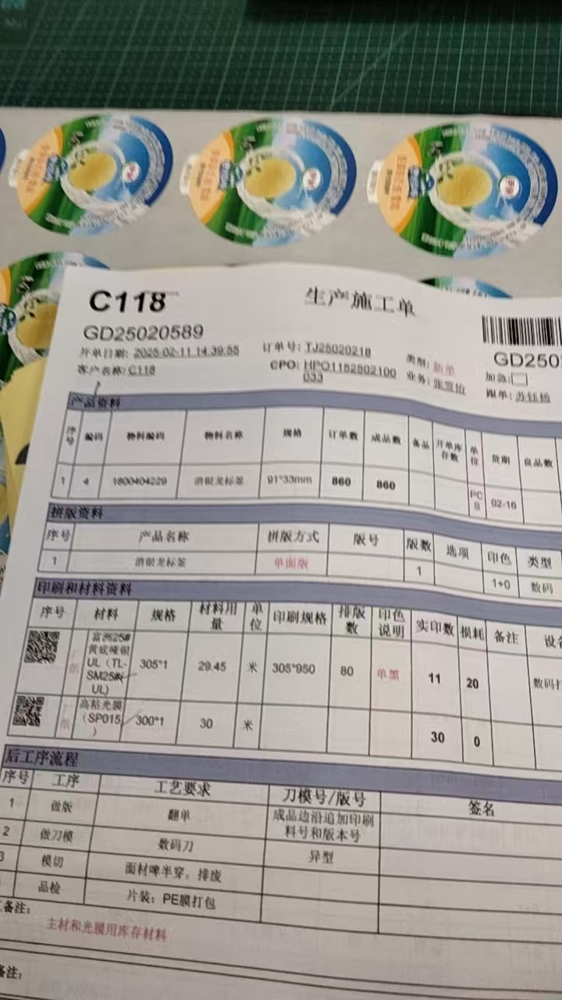 C118
生产施工单
GD25020589
GD250
开单日期: 2025-02-11 14:39:55
订单号: TJ25020218
类型: 新单
加急:
客户名称: C118
CPO: HPO1152502100
033
业务:
跟单: 苏钰杨
产品资料
序号 编码 物料编码 物料名称 规格 订单数 成品数 备品 开单库存数 单位 货期 良品数
1 4 1800404229 消银龙标签 91*33mm 860 860 PCS 02-18
拼版资料
序号 产品名称 拼版方式 版号 版数 选项 印色 类型
1 消银龙标签 单面版 1 1+0 数码
印刷和材料资料
序号 材料 规格 材料用量 单位 印刷规格 排版数 印色说明 实印数 损耗 备注
富洲25#
黄底哑银
UL（TL-
SM25#(
UL)
305*1 29.45 米 305*950 80 单黑 11 20
高粘光膜
（SP015
）
300*1 30 米 30 0
后工序流程
序号 工序 工艺要求 刀模号/版号 签名
1 做版 翻单 成品边沿追加印刷
料号和版本号
2 做刀模 数码刀 异型
3 模切 面材啤半穿，排废
品检 片装；PE膜打包
备注:
主材和光膜用库存材料
备注: